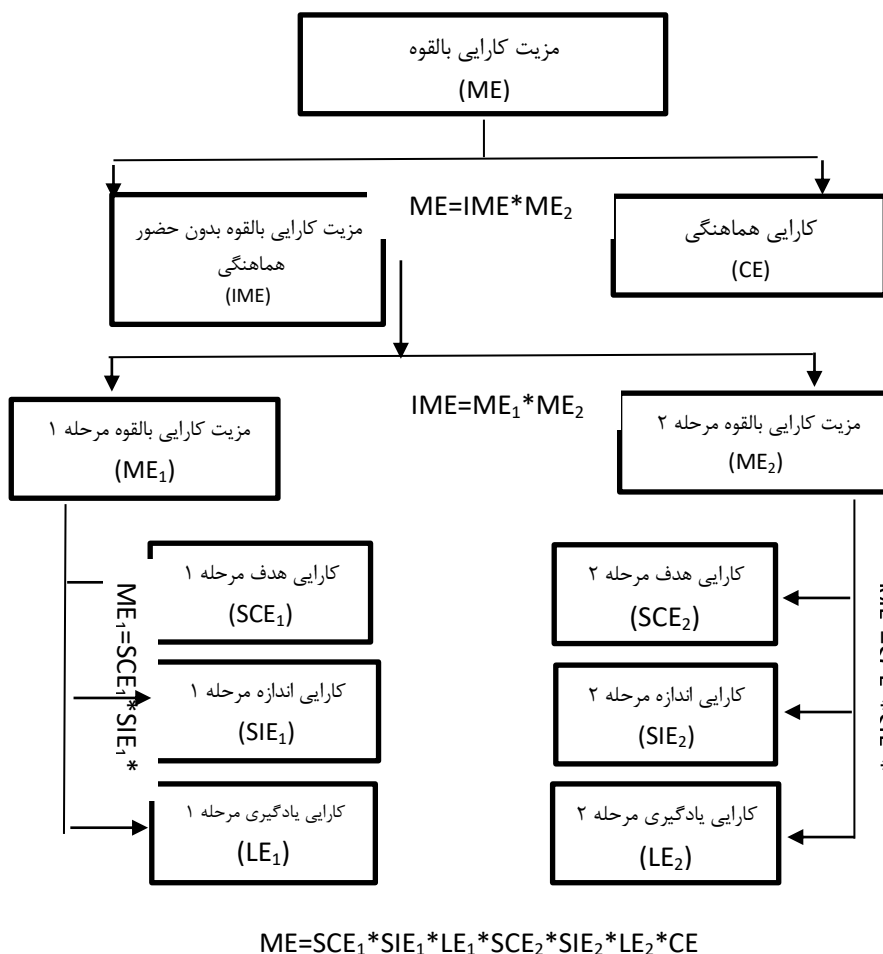 مزیت کارایی بالقوه
(ME)
ME=IME*ME₂
مزیت کارایی بالقوه بدون حضور
هماهنگی
(IME)
کارایی هماهنگی
(CE)
IME=ME₁*ME₂
مزیت کارایی بالقوه مرحله ۱
(ME₁)
مزیت کارایی بالقوه مرحله ۲
(ME₂)
ME₁=SCE₁*SIE₁*
کارایی هدف مرحله ۱
(SCE₁)
کارایی هدف مرحله ۲
(SCE₂)
کارایی اندازه مرحله ۱
(SIE₁)
کارایی اندازه مرحله ۲
(SIE₂)
کارایی یادگیری مرحله ۱
(LE₁)
کارایی یادگیری مرحله ۲
(LE₂)
ME=SCE₁*SIE₁*LE₁*SCE₂*SIE₂*LE₂*CE